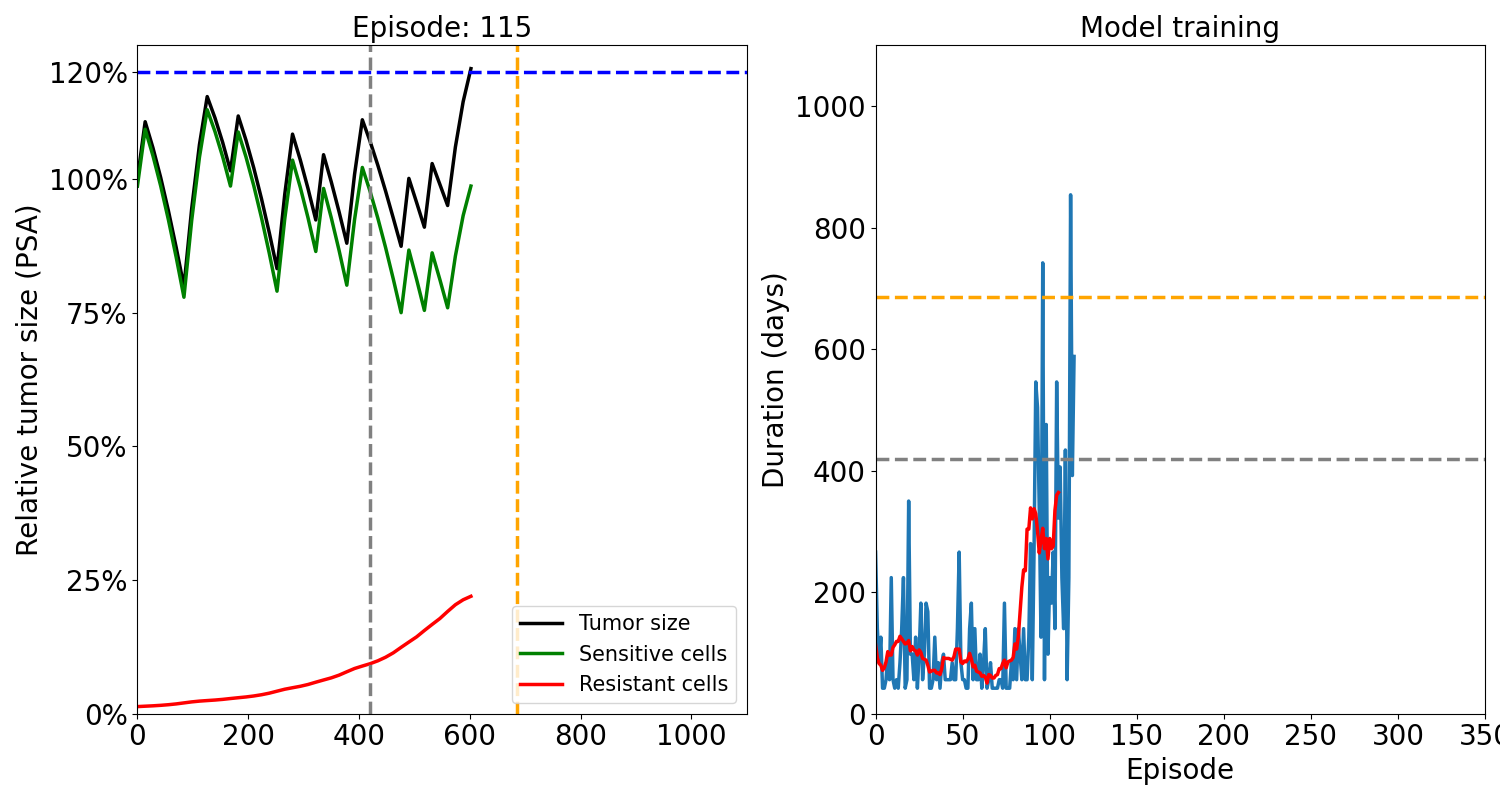 Episode: 115
Relative tumor size (PSA)
120%
100%
75%
50%
25%
0%
0 200 400 600 800 1000
Tumor size
Sensitive cells
Resistant cells
Model training
Duration (days)
1000
800
600
400
200
0
0 50 100 150 200 250 300 350
Episode